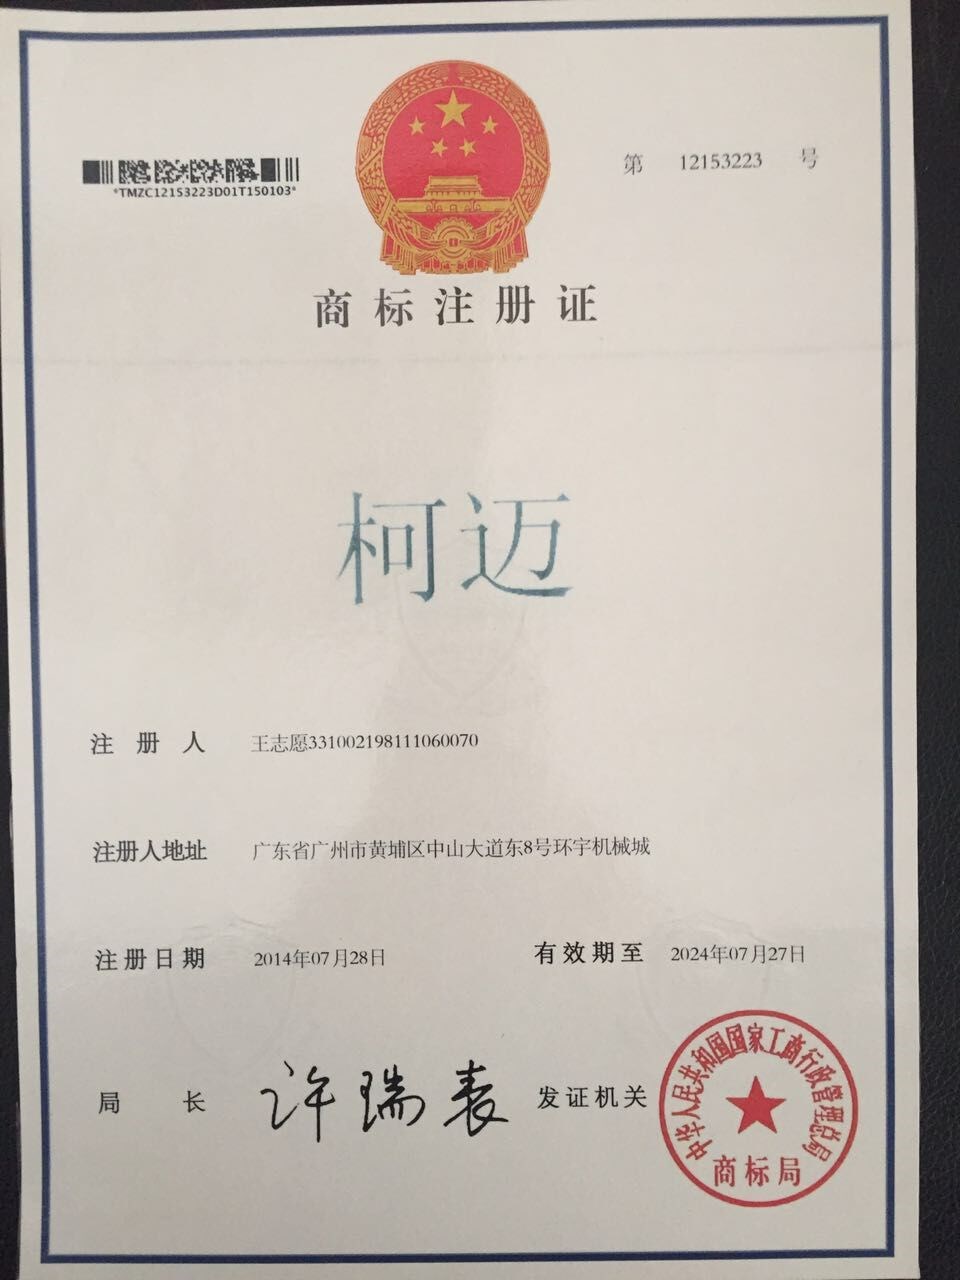 *TMZC12153223D01T150103*
第 12153223 号
商标注册证
柯迈
注册人 王志愿331002198111060070
注册人地址 广东省广州市黄埔区中山大道东8号环宇机械城
注册日期 2014年07月28日 有效期至 2024年07月27日
局长 许瑞表 发证机关
中华人民共和国国家工商行政管理总局
商标局